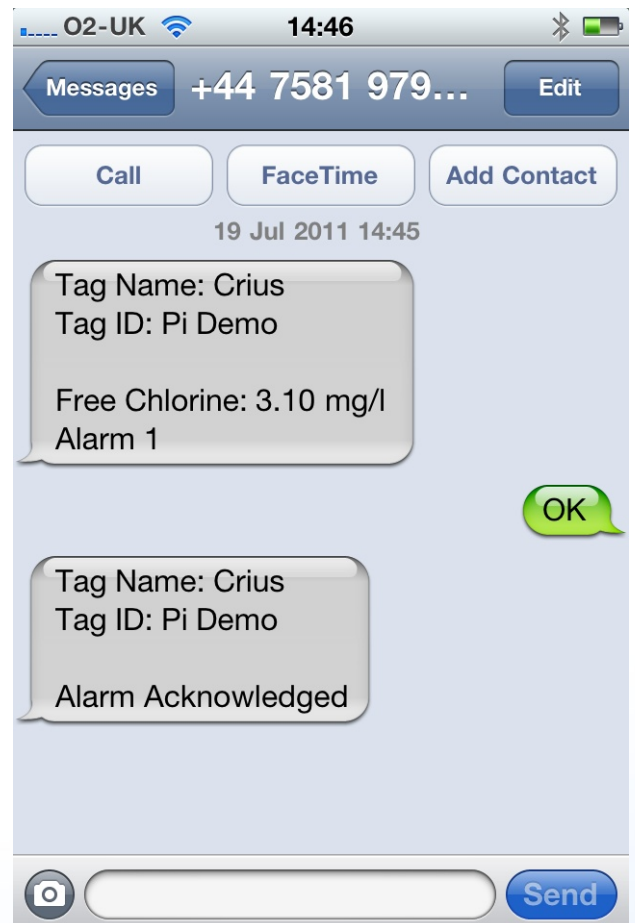 O2-UK 14:46
Messages +44 7581 979... Edit
Call FaceTime Add Contact
19 Jul 2011 14:45
Tag Name: Crius
Tag ID: Pi Demo
Free Chlorine: 3.10 mg/l
Alarm 1
OK
Tag Name: Crius
Tag ID: Pi Demo
Alarm Acknowledged
Send